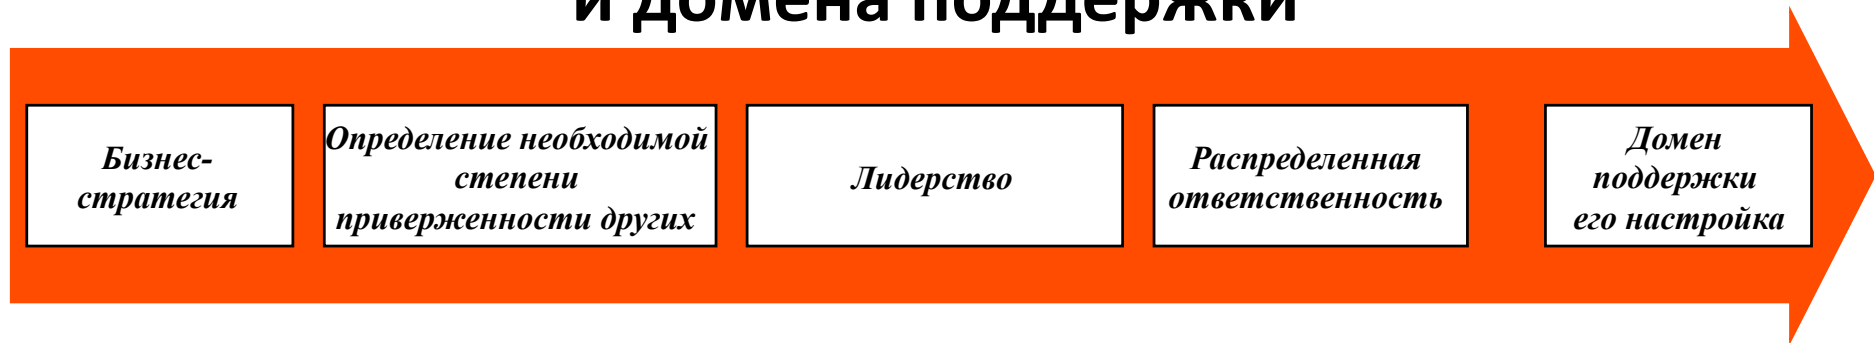 и домена поддержки
Бизнес-
стратегия
Определение необходимой
степени
приверженности других
Лидерство
Распределенная
ответственность
Домен
поддержки
его настройка